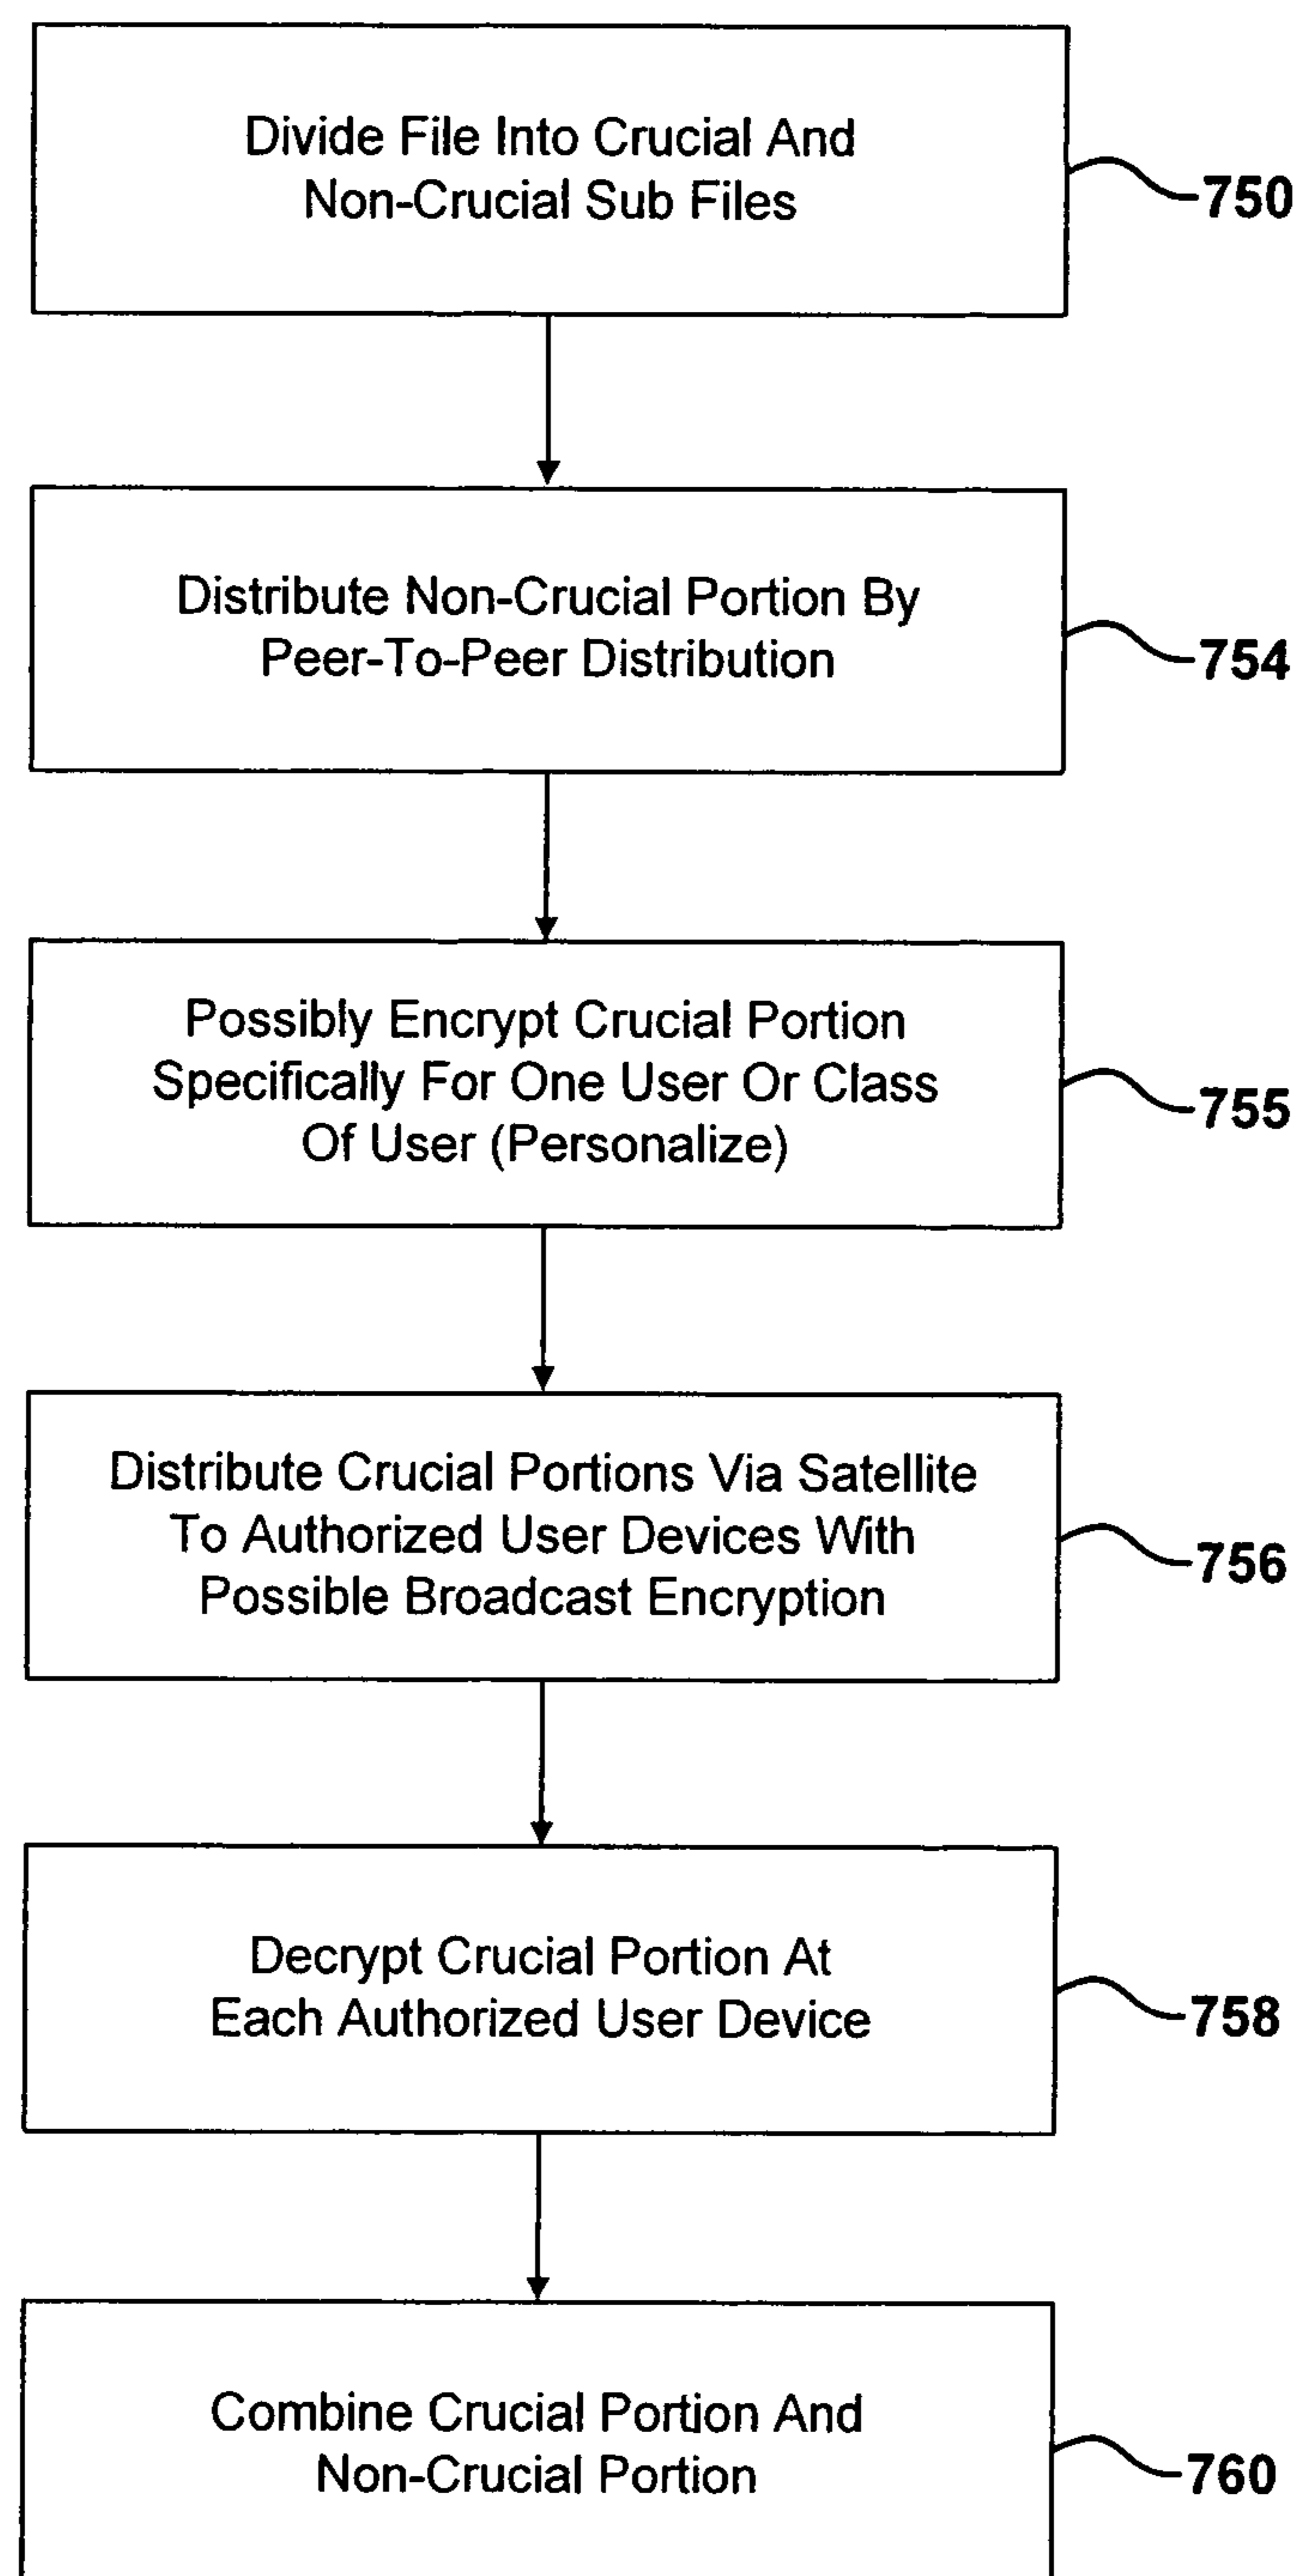 Divide File Into Crucial And
Non-Crucial Sub Files
750
Distribute Non-Crucial Portion By
Peer-To-Peer Distribution
754
Possibly Encrypt Crucial Portion
Specifically For One User Or Class
Of User (Personalize)
755
Distribute Crucial Portions Via Satellite
To Authorized User Devices With
Possible Broadcast Encryption
756
Decrypt Crucial Portion At
Each Authorized User Device
758
Combine Crucial Portion And
Non-Crucial Portion
760